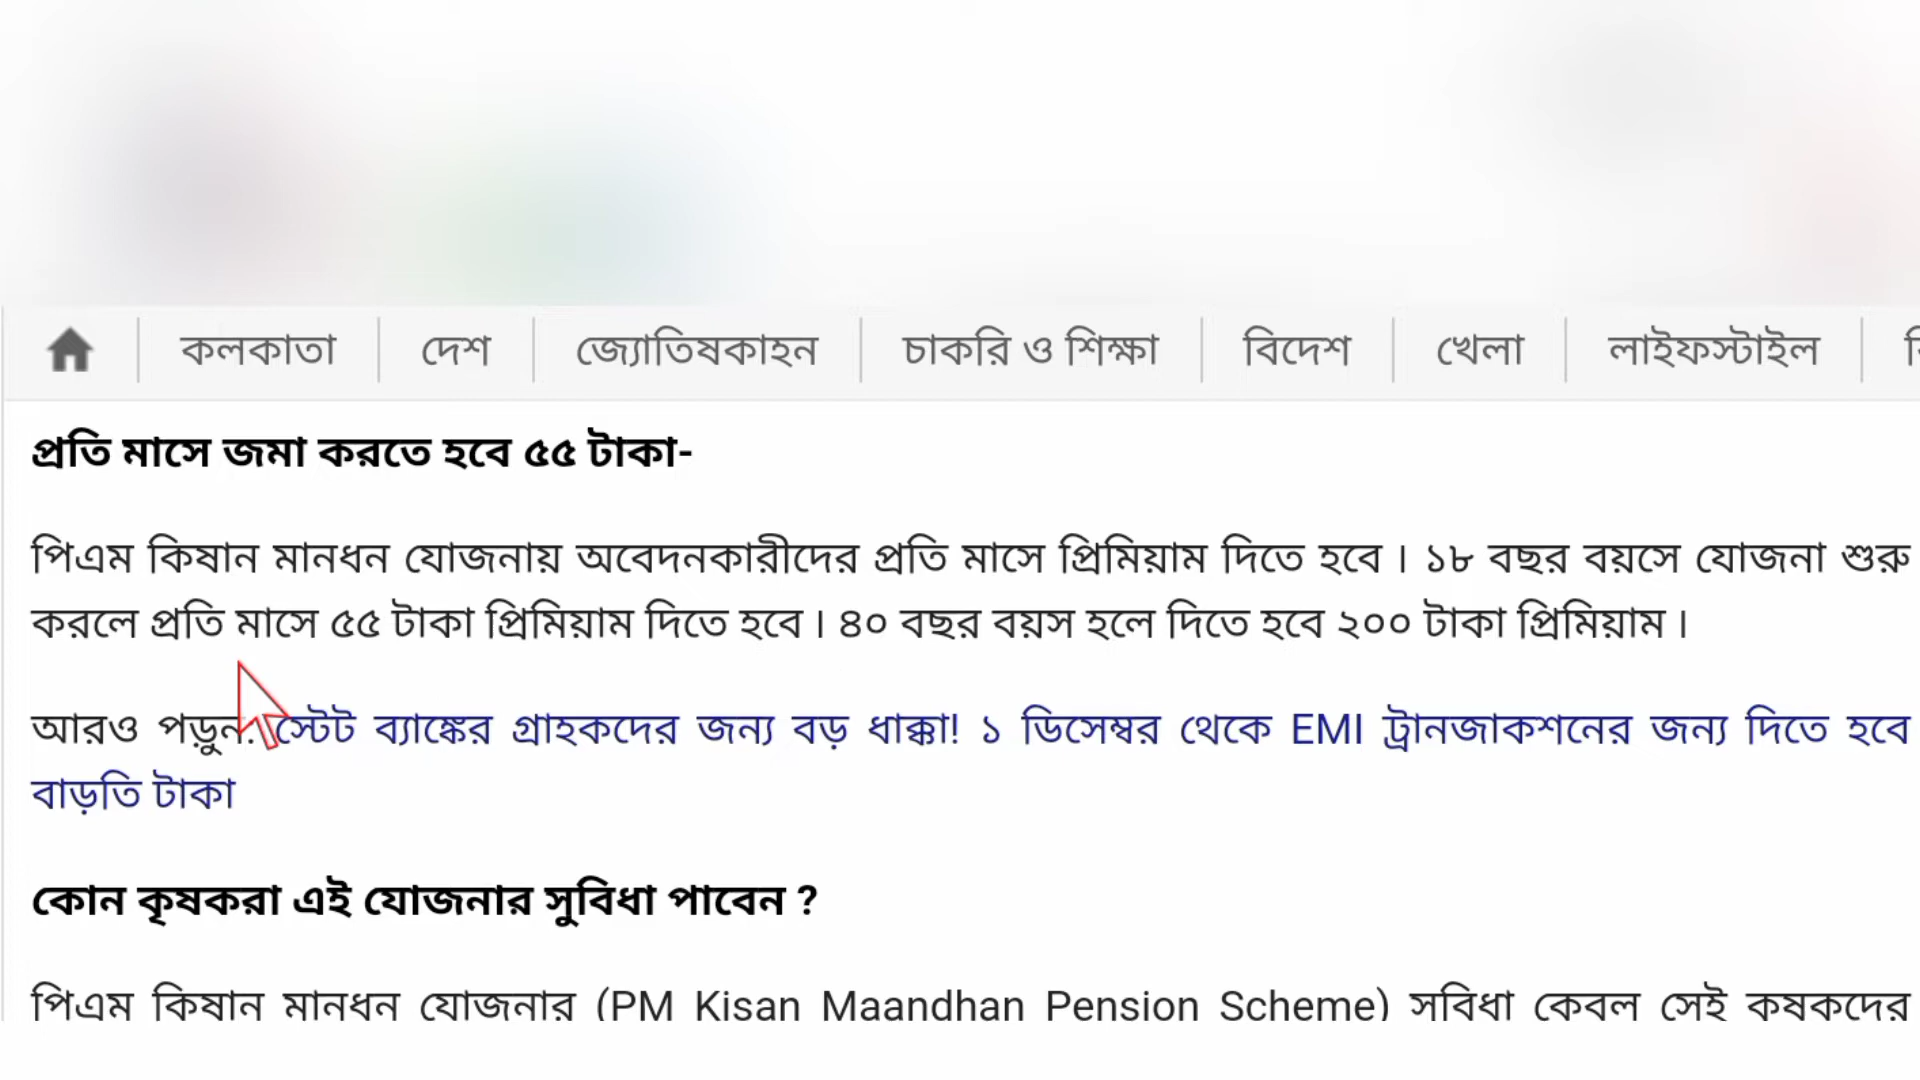 কলকাতা দেশ জ্যোতিষকাহন চাকরি ও শিক্ষা বিদেশ খেলা লাইফস্টাইল
প্রতি মাসে জমা করতে হবে ৫৫ টাকা-
পিএম কিষান মানধন যোজনায় অবেদনকারীদের প্রতি মাসে প্রিমিয়াম দিতে হবে। ১৮ বছর বয়সে যোজনা শুরু
করলে প্রতি মাসে ৫৫ টাকা প্রিমিয়াম দিতে হবে। ৪০ বছর বয়স হলে দিতে হবে ২০০ টাকা প্রিমিয়াম।
আরও পড়ুন: স্টেট ব্যাঙ্কের গ্রাহকদের জন্য বড় ধাক্কা! ১ ডিসেম্বর থেকে EMI ট্রানজাকশনের জন্য দিতে হবে
বাড়তি টাকা
কোন কৃষকরা এই যোজনার সুবিধা পাবেন ?
পিএম কিষান মানধন যোজনার (PM Kisan Maandhan Pension Scheme) সুবিধা কেবল সেই কৃষকদের